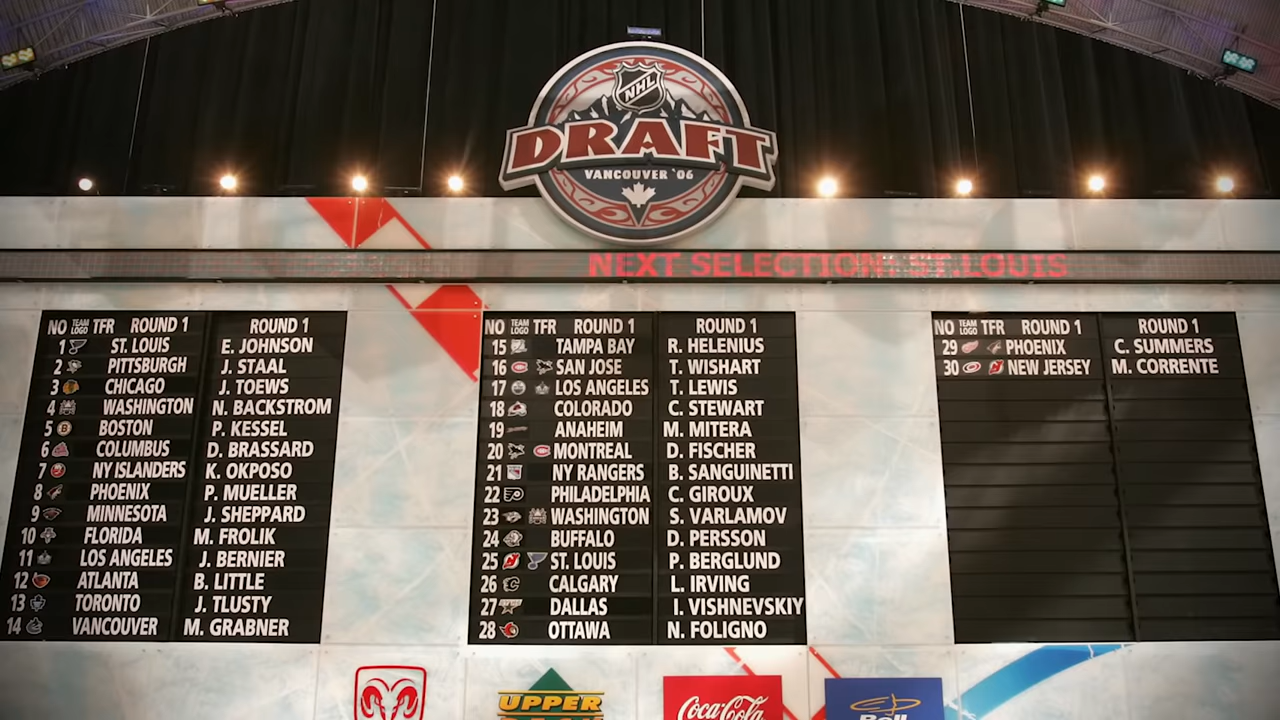 NHL
DRAFT
VANCOUVER '06
NEXT SELECTION: ST.LOUIS
NO TEAM LOGO TFR ROUND 1 ROUND 1
1 ST. LOUIS E. JOHNSON
2 PITTSBURGH J. STAAL
3 CHICAGO J. TOEWS
4 WASHINGTON N. BACKSTROM
5 BOSTON P. KESSEL
6 COLUMBUS D. BRASSARD
7 NY ISLANDERS K. OKPOSO
8 PHOENIX P. MUELLER
9 MINNESOTA J. SHEPPARD
10 FLORIDA M. FROLIK
11 LOS ANGELES J. BERNIER
12 ATLANTA B. LITTLE
13 TORONTO J. TLUSTY
14 VANCOUVER M. GRABNER
NO TEAM LOGO TFR ROUND 1 ROUND 1
15 TAMPA BAY R. HELENIUS
16 SAN JOSE T. WISHART
17 LOS ANGELES T. LEWIS
18 COLORADO C. STEWART
19 ANAHEIM M. MITERA
20 MONTREAL D. FISCHER
21 NY RANGERS B. SANGUINETTI
22 PHILADELPHIA C. GIROUX
23 WASHINGTON S. VARLAMOV
24 BUFFALO D. PERSSON
25 ST. LOUIS P. BERGLUND
26 CALGARY L. IRVING
27 DALLAS I. VISHNEVSKIY
28 OTTAWA N. FOLIGNO
NO TEAM LOGO TFR ROUND 1 ROUND 1
29 PHOENIX C. SUMMERS
30 NEW JERSEY M. CORRENTE
UPPER
Coca-Cola
Bell